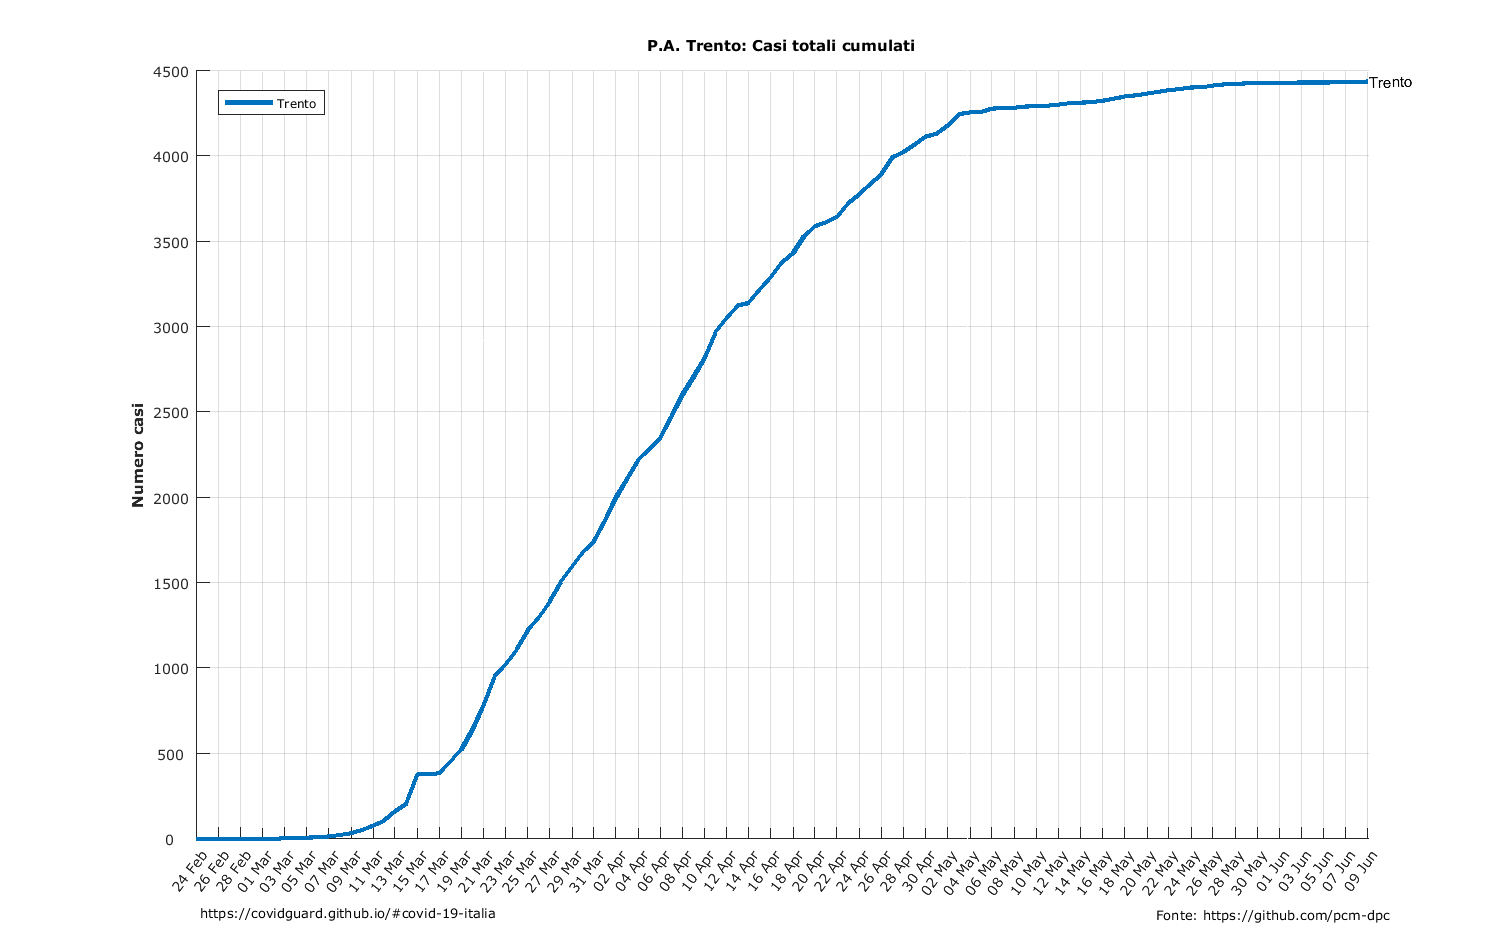 P.A. Trento: Casi totali cumulati
4500
4000
3500
3000
2500
2000
1500
1000
500
0
Numero casi
Trento
Trento
24 Feb
26 Feb
28 Feb
01 Mar
03 Mar
05 Mar
07 Mar
09 Mar
11 Mar
13 Mar
15 Mar
17 Mar
19 Mar
21 Mar
23 Mar
25 Mar
27 Mar
29 Mar
31 Mar
02 Apr
04 Apr
06 Apr
08 Apr
10 Apr
12 Apr
14 Apr
16 Apr
18 Apr
20 Apr
22 Apr
24 Apr
26 Apr
28 Apr
30 Apr
02 May
04 May
06 May
08 May
10 May
12 May
14 May
16 May
18 May
20 May
22 May
24 May
26 May
28 May
30 May
01 Jun
03 Jun
05 Jun
07 Jun
09 Jun
https://covidguard.github.io/#covid-19-italia
Fonte: https://github.com/pcm-dpc